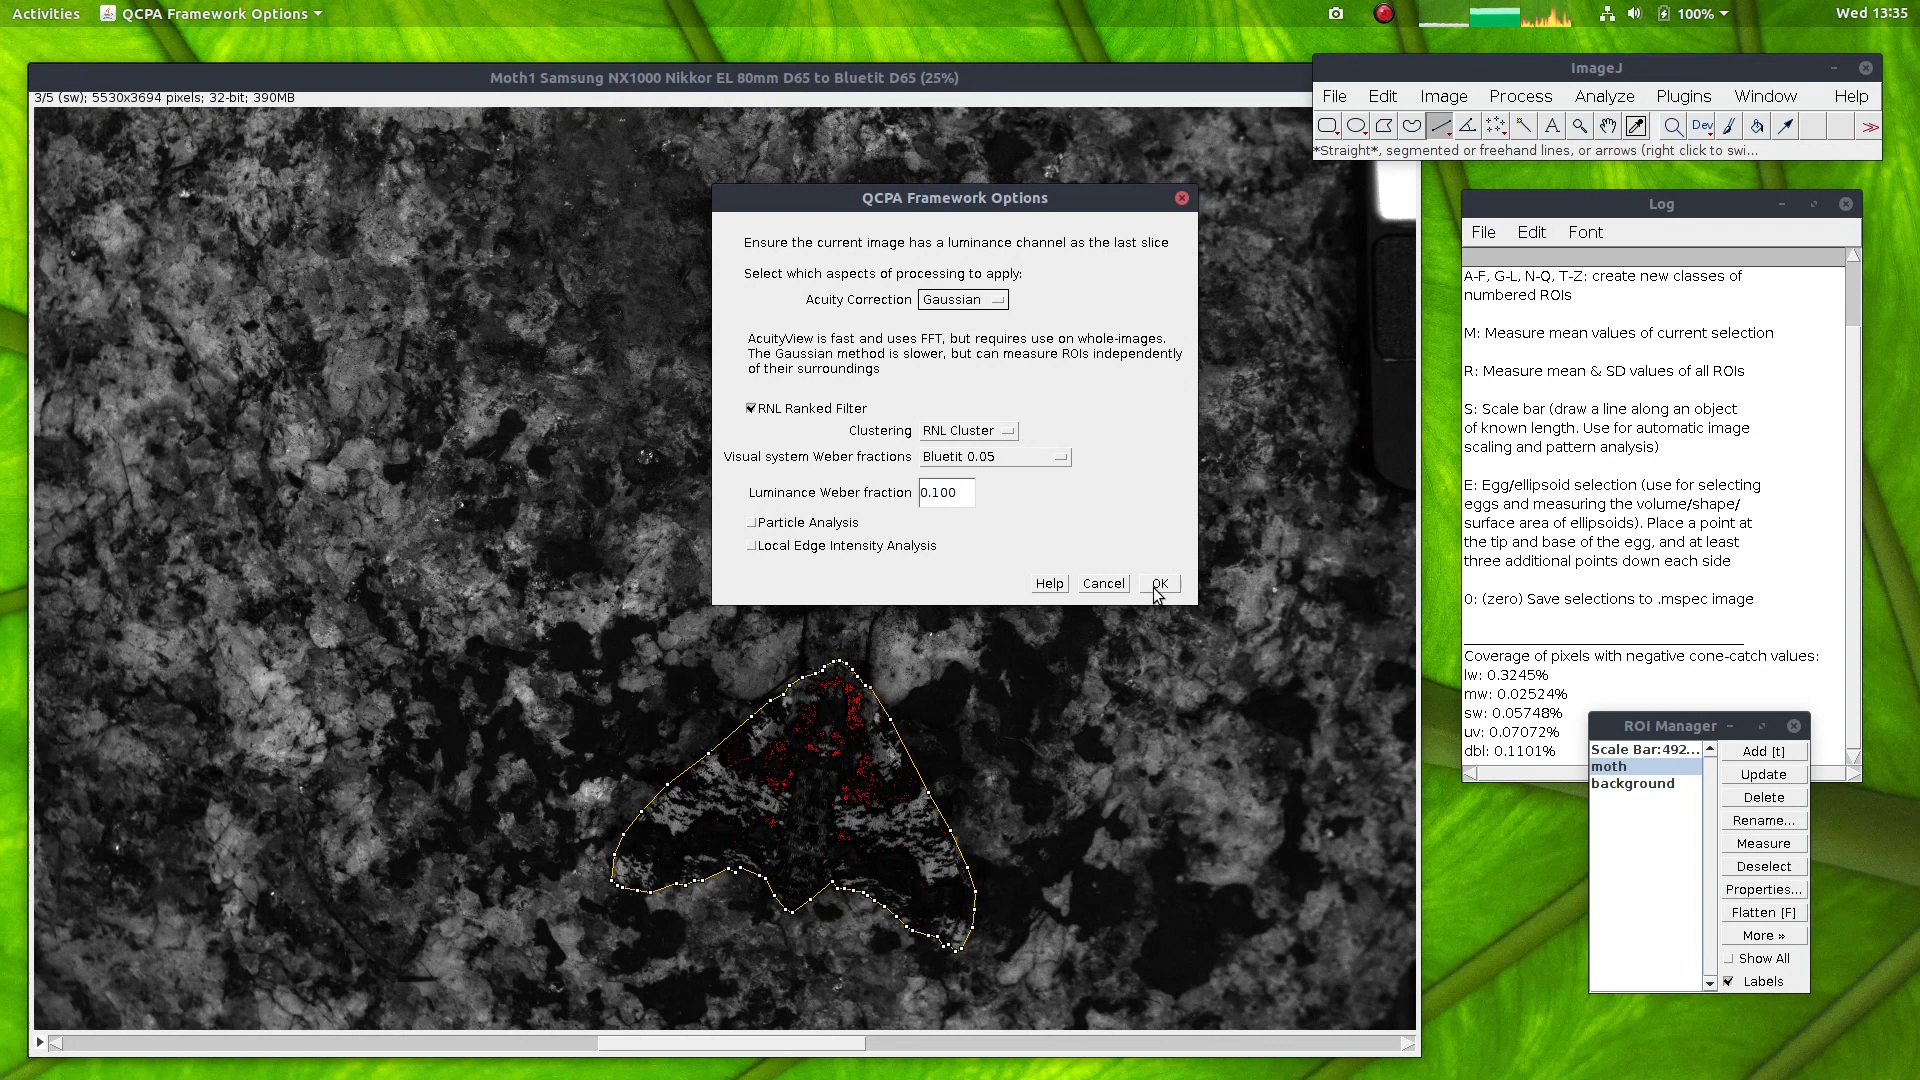 Activities QCPA Framework Options 100% Wed 13:35
Moth1 Samsung NX1000 Nikkor EL 80mm D65 to Bluetit D65 (25%)
3/5 (sw); 5530x3694 pixels; 32-bit; 390MB
ImageJ
File Edit Image Process Analyze Plugins Window Help
A Dev
*Straight*, segmented or freehand lines, or arrows (right click to swi...
QCPA Framework Options
Ensure the current image has a luminance channel as the last slice
Select which aspects of processing to apply:
Acuity Correction Gaussian
AcuityView is fast and uses FFT, but requires use on whole-images.
The Gaussian method is slower, but can measure ROIs independently
of their surroundings
RNL Ranked Filter
Clustering RNL Cluster
Visual system Weber fractions Bluetit 0.05
Luminance Weber fraction 0.100
Particle Analysis
Local Edge Intensity Analysis
Help Cancel OK
Log
File Edit Font
A-F, G-L, N-Q, T-Z: create new classes of
numbered ROIs
M: Measure mean values of current selection
R: Measure mean & SD values of all ROIs
S: Scale bar (draw a line along an object
of known length. Use for automatic image
scaling and pattern analysis)
E: Egg/ellipsoid selection (use for selecting
eggs and measuring the volume/shape/
surface area of ellipsoids). Place a point at
the tip and base of the egg, and at least
three additional points down each side
0: (zero) Save selections to .mspec image
Coverage of pixels with negative cone-catch values:
lw: 0.3245%
mw: 0.02524%
sw: 0.05748%
uv: 0.07072%
dbl: 0.1101%
ROI Manager
Scale Bar:492...
moth
background
Add [t]
Update
Delete
Rename...
Measure
Deselect
Properties...
Flatten [F]
More »
Show All
Labels